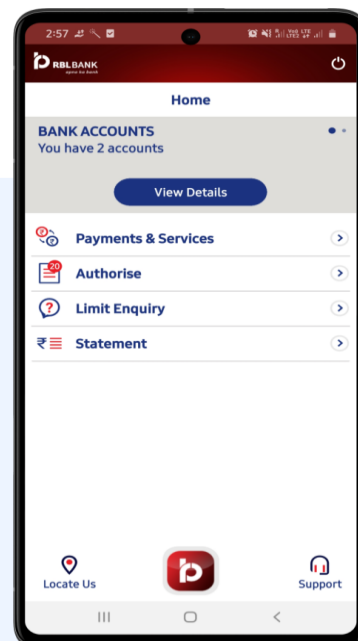 2:57
RBLBANK
apno ka bank
Home
BANK ACCOUNTS
You have 2 accounts
View Details
Payments & Services
20
Authorise
? Limit Enquiry
₹ Statement
Locate Us
Support